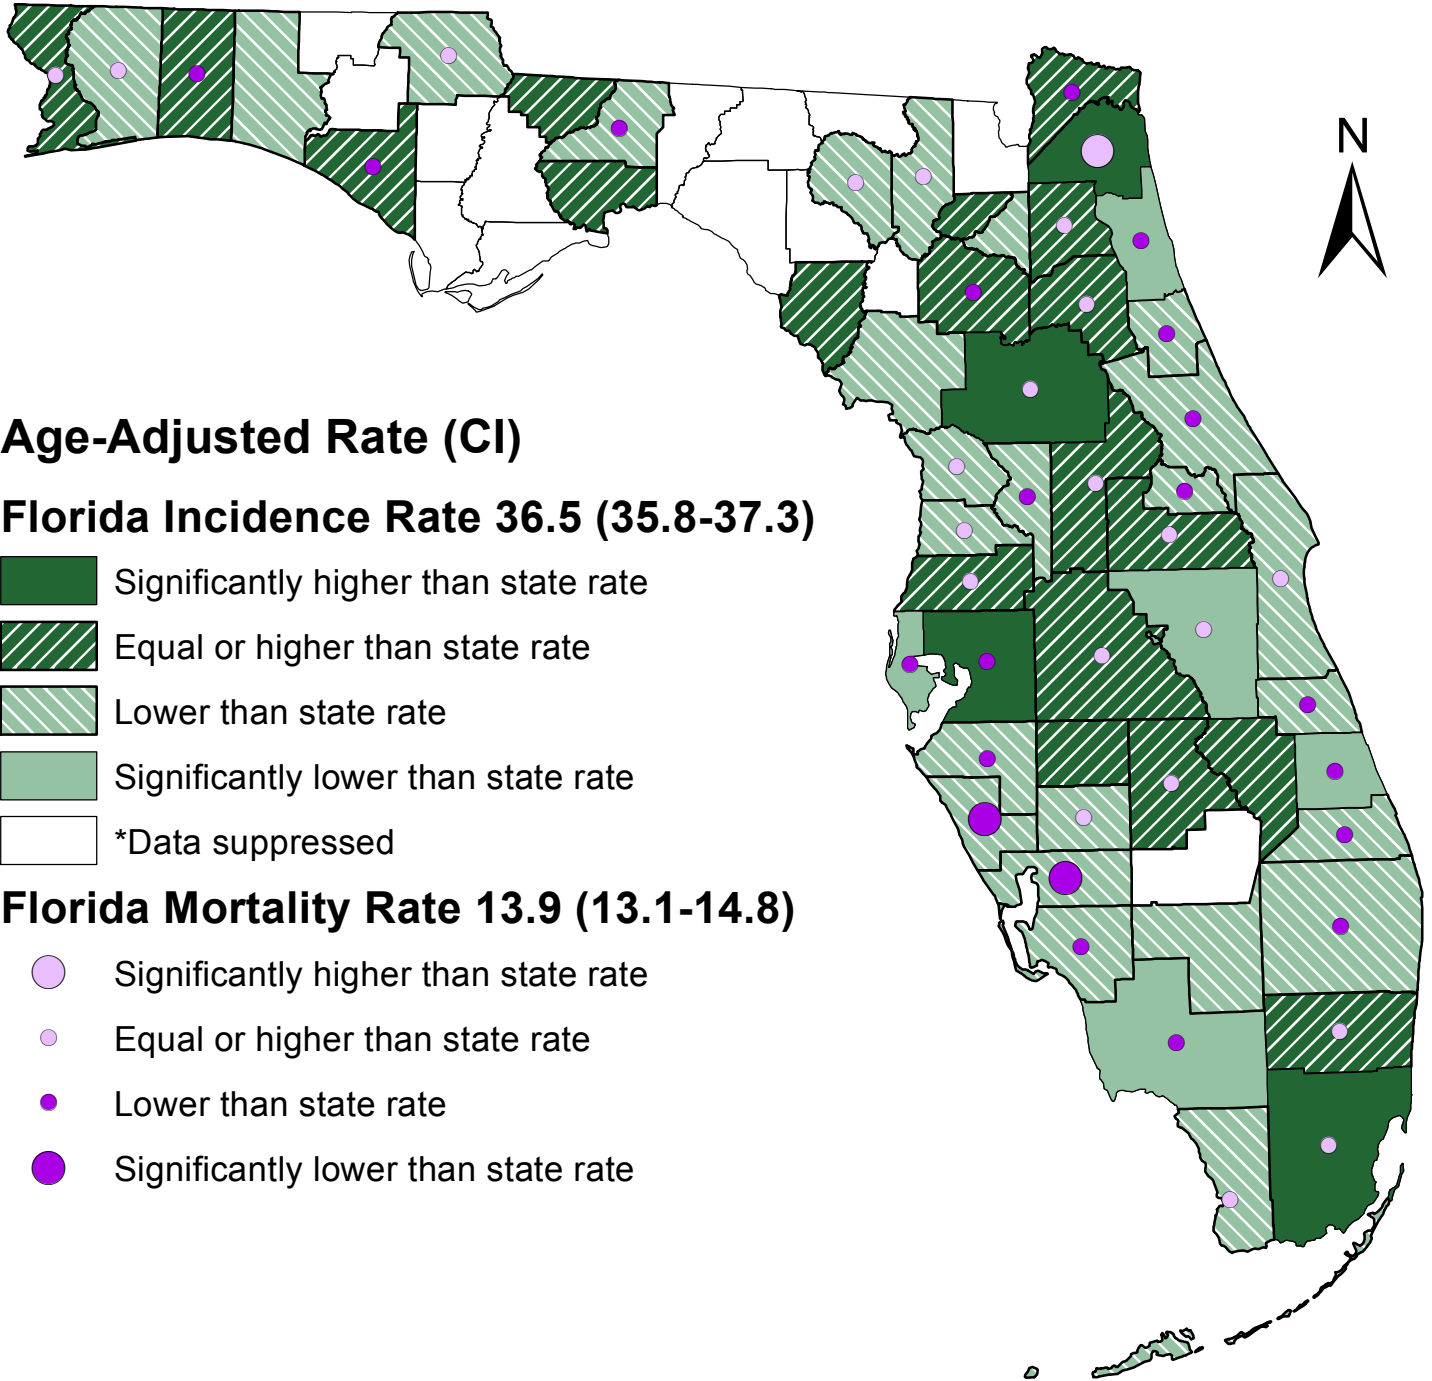 N
Age-Adjusted Rate (CI)
Florida Incidence Rate 36.5 (35.8-37.3)
Significantly higher than state rate
Equal or higher than state rate
Lower than state rate
Significantly lower than state rate
*Data suppressed
Florida Mortality Rate 13.9 (13.1-14.8)
Significantly higher than state rate
Equal or higher than state rate
Lower than state rate
Significantly lower than state rate